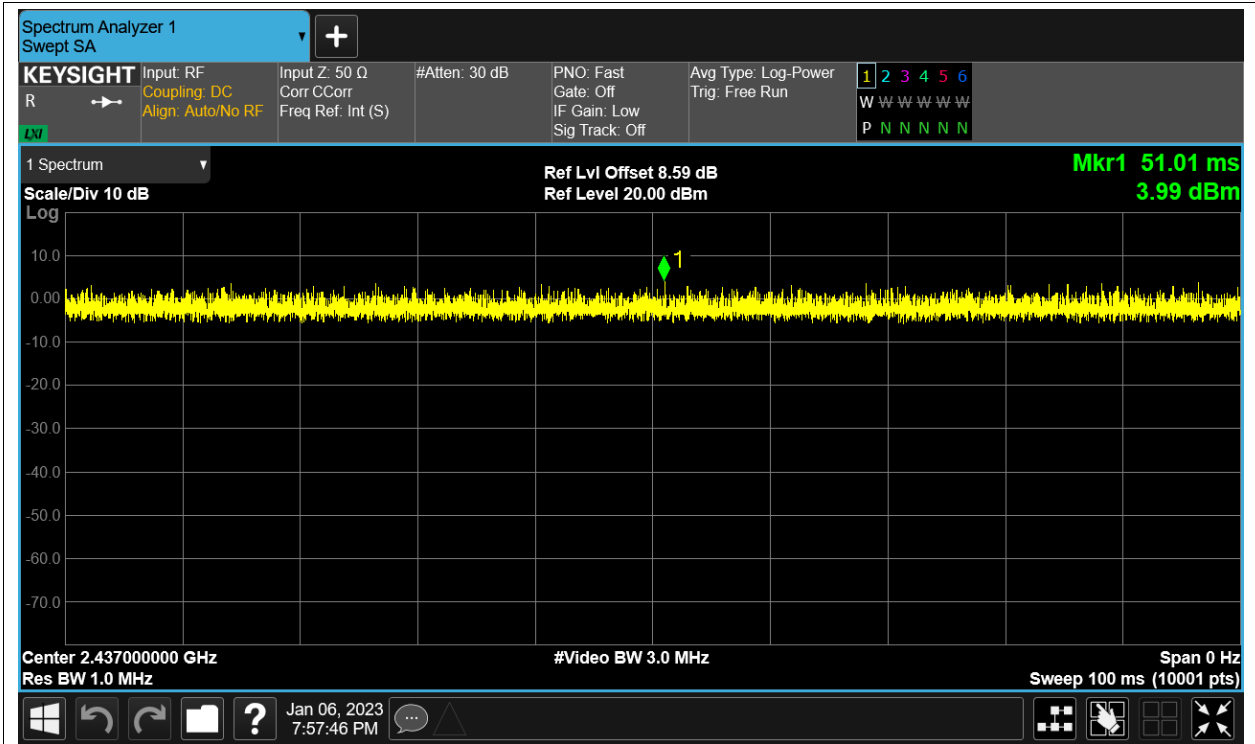 Spectrum Analyzer 1
Swept SA
KEYSIGHT
R
LXI
Input: RF
Coupling: DC
Align: Auto/No RF
Input Z: 50 Ω
Corr CCorr
Freq Ref: Int (S)
#Atten: 30 dB
PNO: Fast
Gate: Off
IF Gain: Low
Sig Track: Off
Avg Type: Log-Power
Trig: Free Run
1 2 3 4 5 6
W W W W W W
P N N N N N
1 Spectrum
Scale/Div 10 dB
Log
Ref Lvl Offset 8.59 dB
Ref Level 20.00 dBm
Mkr1 51.01 ms
3.99 dBm
1
10.0
0.00
-10.0
-20.0
-30.0
-40.0
-50.0
-60.0
-70.0
Center 2.437000000 GHz
Res BW 1.0 MHz
#Video BW 3.0 MHz
Span 0 Hz
Sweep 100 ms (10001 pts)
?
Jan 06, 2023
7:57:46 PM